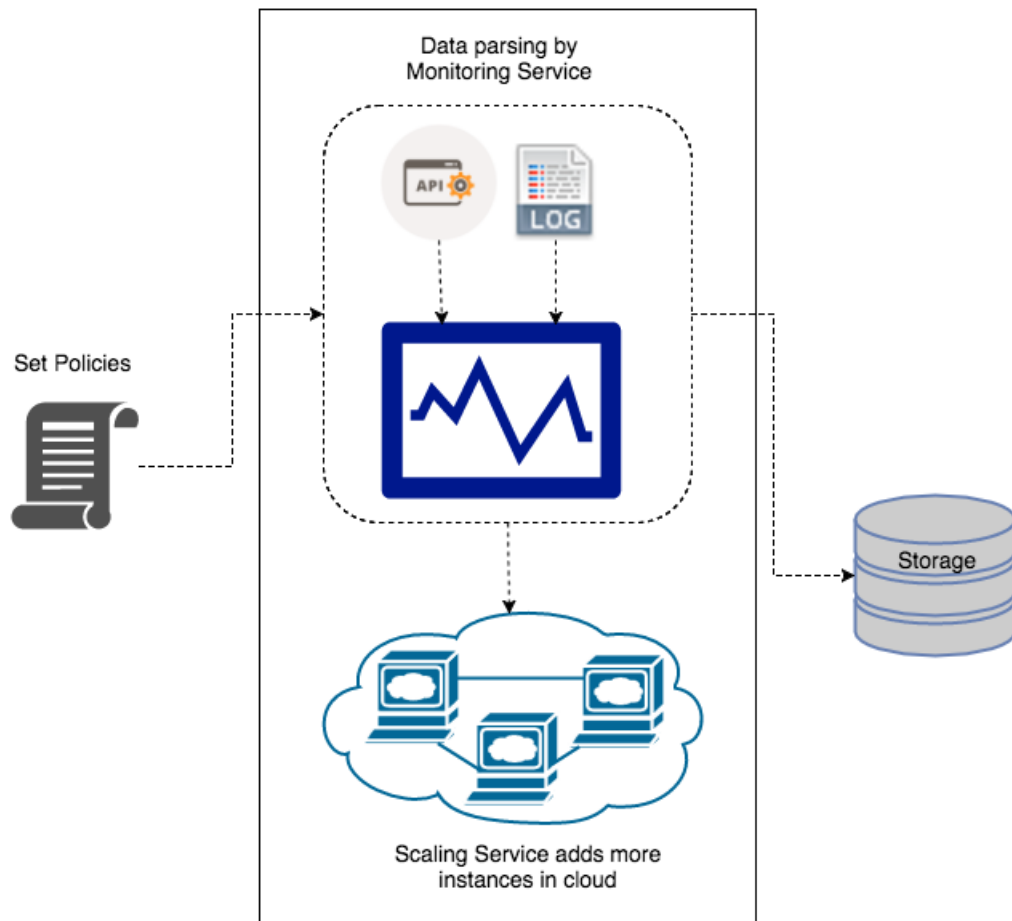 Data parsing by
Monitoring Service
API
LOG
Set Policies
Storage
Scaling Service adds more
instances in cloud